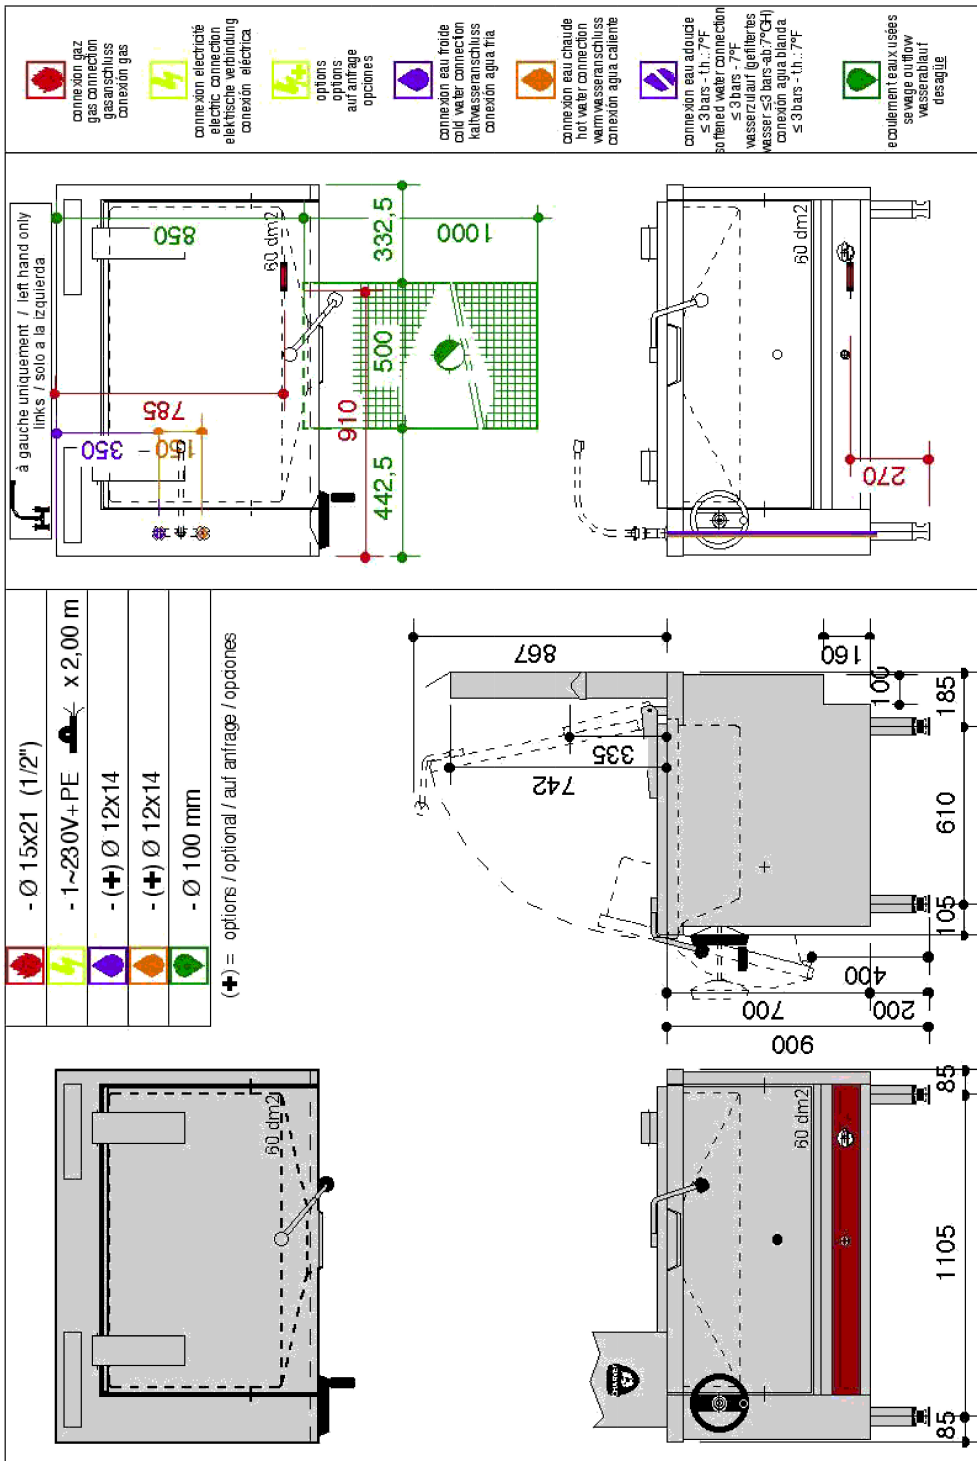 connexión gaz
gas connection
gasanschluss
conexión gas
connexion electricité
electric connection
elektrische verbindung
conexión eléctrica
options
options
auf anfrage
opciones
connexion eau froide
cold water connection
kaltwasseranschluss
conexión agua fria
connexion eau chaude
hot water connection
warmwasseranschluss
conexión agua caliente
connexion eau adoucie
≤ 3 bars - t.h.: 7°F
softened water connection
≤ 3 bars - 7°F
wasserzulauf (gefiltertes
wasser ≤3 bars-ab:7°GH)
conexión agua blanda
≤ 3 bars - t.h.: 7°F
ecoulement eaux usées
sewage outflow
wasserablauf
desagüe
à gauche uniquement / left hand only
links / solo a la izquierda
850
60 dm2
332,5
1000
500
785
910
350
150
442,5
60 dm2
270
- Ø 15x21 (1/2")
- 1~230V+PE x 2,00 m
- (+) Ø 12x14
- (+) Ø 12x14
- Ø 100 mm
(+) = options / optional / auf anfrage / opciones
867
160
100
185
335
742
610
105
400
700
200
900
60 dm2
60 dm2
85
1105
85